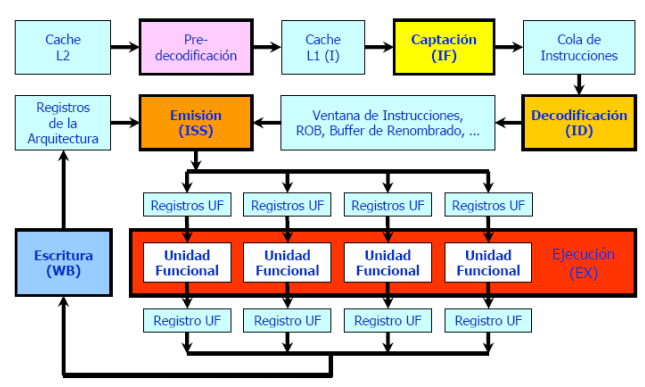 Cache
L2
Pre-
decodificación
Cache
L1 (I)
Captación
(IF)
Cola de
Instrucciones
Registros
de la
Arquitectura
Emisión
(ISS)
Ventana de Instrucciones,
ROB, Buffer de Renombrado, ...
Decodificación
(ID)
Registros UF
Registros UF
Registros UF
Registros UF
Escritura
(WB)
Unidad
Funcional
Unidad
Funcional
Unidad
Funcional
Unidad
Funcional
Ejecución
(EX)
Registro UF
Registro UF
Registro UF
Registro UF